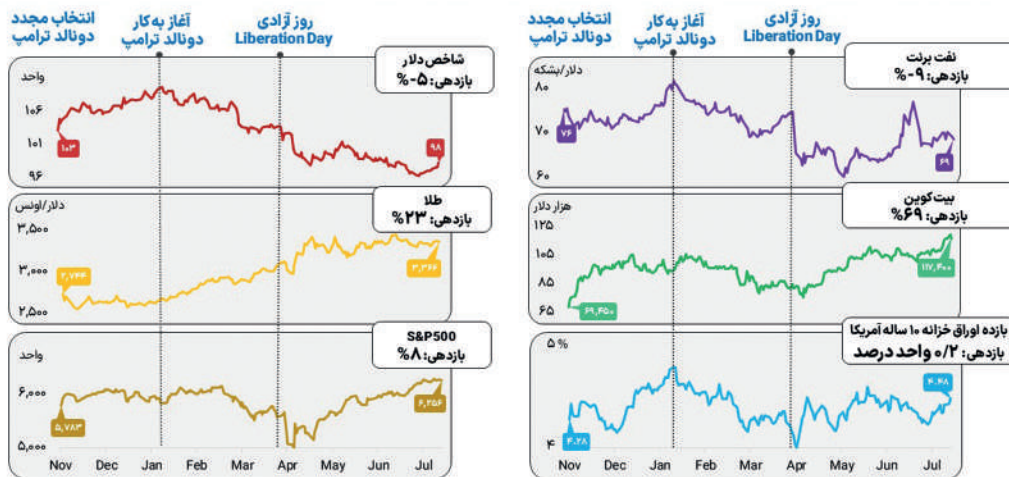 انتخاب مجدد
دونالد ترامپ
آغاز به کار
دونالد ترامپ
روز آزادی
Liberation Day
شاخص دلار
بازدهی: ۵-%
واحد
۱۰۶
۱۰۱
۹۶
۱۰۳
۹۸
طلا
بازدهی: ۲۳%
دلار/اونس
۳,۵۰۰
۳,۰۰۰
۲,۵۰۰
۲,۷۴۴
۳,۳۶۶
S&P500
بازدهی: ۸%
واحد
۶,۰۰۰
۵,۰۰۰
۵,۷۸۳
۶,۲۵۶
Nov Dec Jan Feb Mar Apr May Jun Jul
انتخاب مجدد
دونالد ترامپ
آغاز به کار
دونالد ترامپ
روز آزادی
Liberation Day
نفت برنت
بازدهی: ۹-%
دلار/بشکه
۸۰
۷۰
۶۰
۷۶
۶۹
بیت‌کوین
بازدهی: ۶۹%
هزار دلار
۱۲۵
۱۰۵
۸۵
۶۵
۶۹,۴۵۰
۱۱۷,۴۰۰
بازده اوراق خزانه ۱۰ ساله آمریکا
بازدهی: ۰/۲ واحد درصد
۵ %
۴
۴.۲۸
۴.۴۸
Nov Dec Jan Feb Mar Apr May Jun Jul